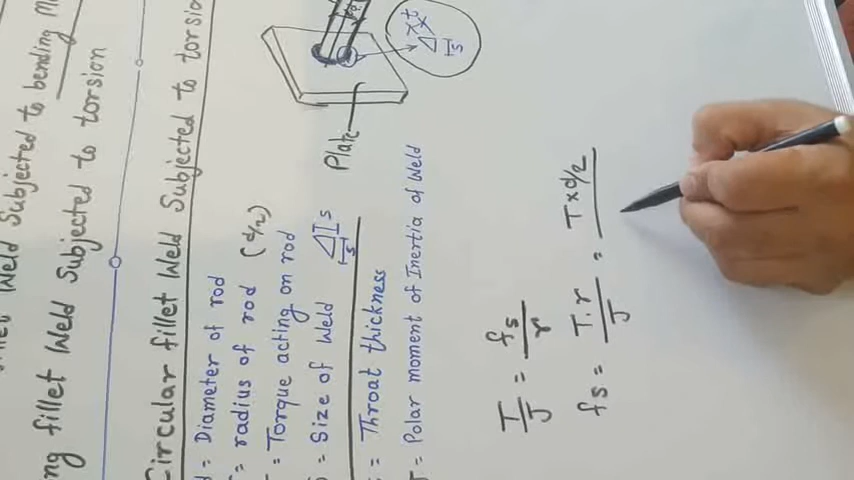 Weld Subjected to bending
fillet Weld Subjected to torsion
Circular fillet Weld Subjected to torsion
t
s
s
Plate
d = Diameter of rod
= radius of rod (d/2)
= Torque acting on rod
= Size of Weld s s
= Throat thickness
J = Polar moment of Inertia of Weld
T/J = fs/r
fs = T.r/J = T×d/2